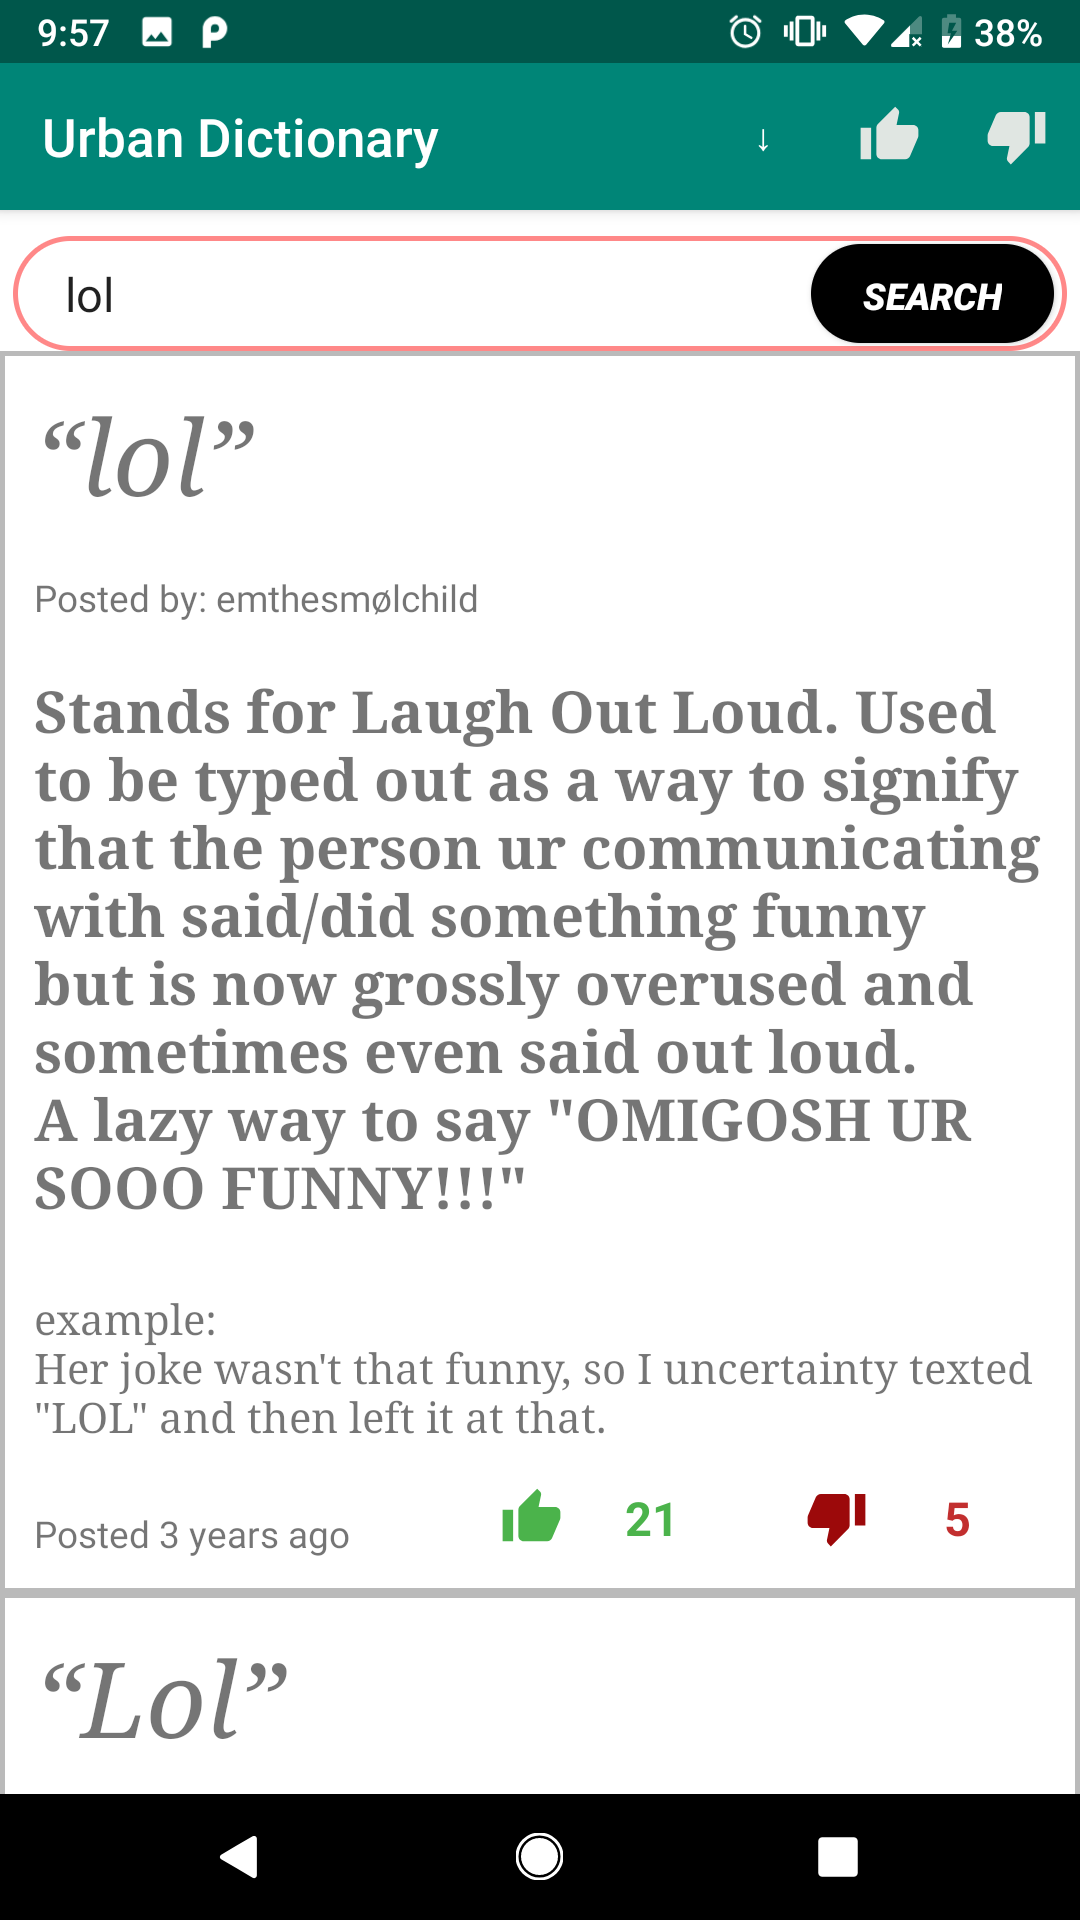 9:57 38%
Urban Dictionary ↓
lol SEARCH
“lol”
Posted by: emthesmølchild
Stands for Laugh Out Loud. Used
to be typed out as a way to signify
that the person ur communicating
with said/did something funny
but is now grossly overused and
sometimes even said out loud.
A lazy way to say "OMIGOSH UR
SOOO FUNNY!!!"
example:
Her joke wasn't that funny, so I uncertainty texted
"LOL" and then left it at that.
Posted 3 years ago 21 5
“Lol”